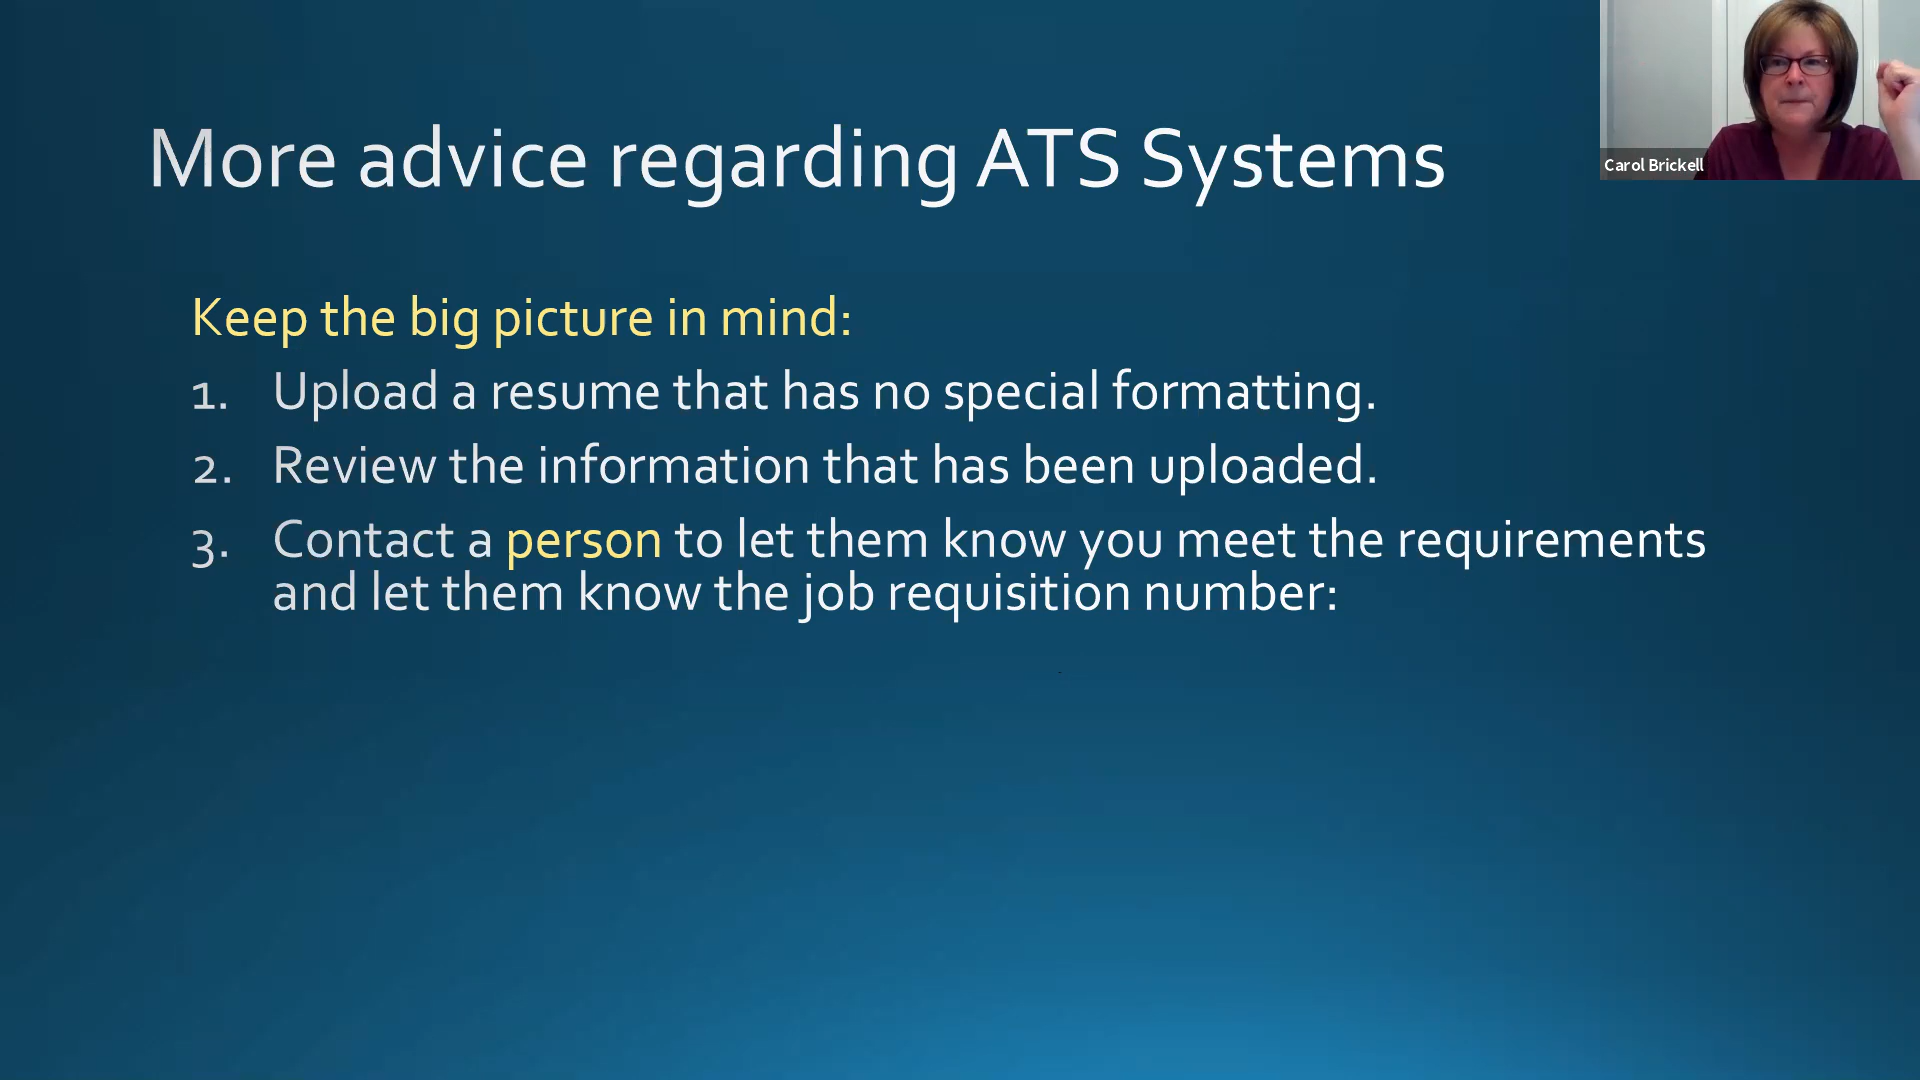 More advice regarding ATS Systems
Carol Brickell
Keep the big picture in mind:
1. Upload a resume that has no special formatting.
2. Review the information that has been uploaded.
3. Contact a person to let them know you meet the requirements
and let them know the job requisition number: